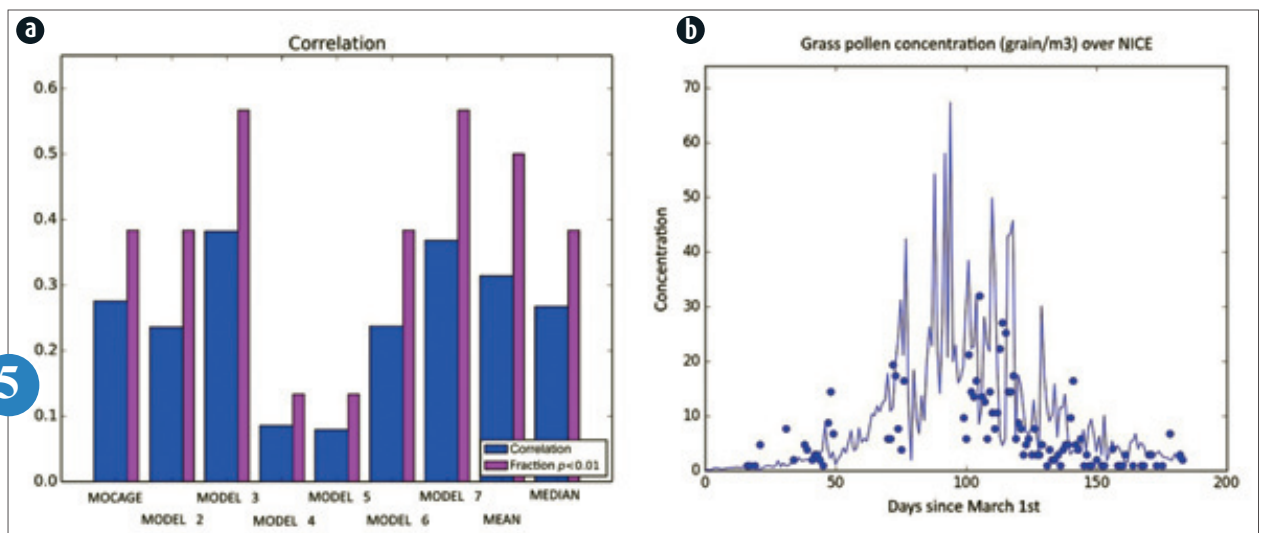 a
Correlation
0.6
0.5
0.4
0.3
0.2
0.1
0.0
Correlation
Fraction p<0.01
MOCAGE MODEL 3 MODEL 5 MODEL 7 MEDIAN
MODEL 2 MODEL 4 MODEL 6 MEAN
5
b
Grass pollen concentration (grain/m3) over NICE
Concentration
70
60
50
40
30
20
10
0
0 50 100 150 200
Days since March 1st